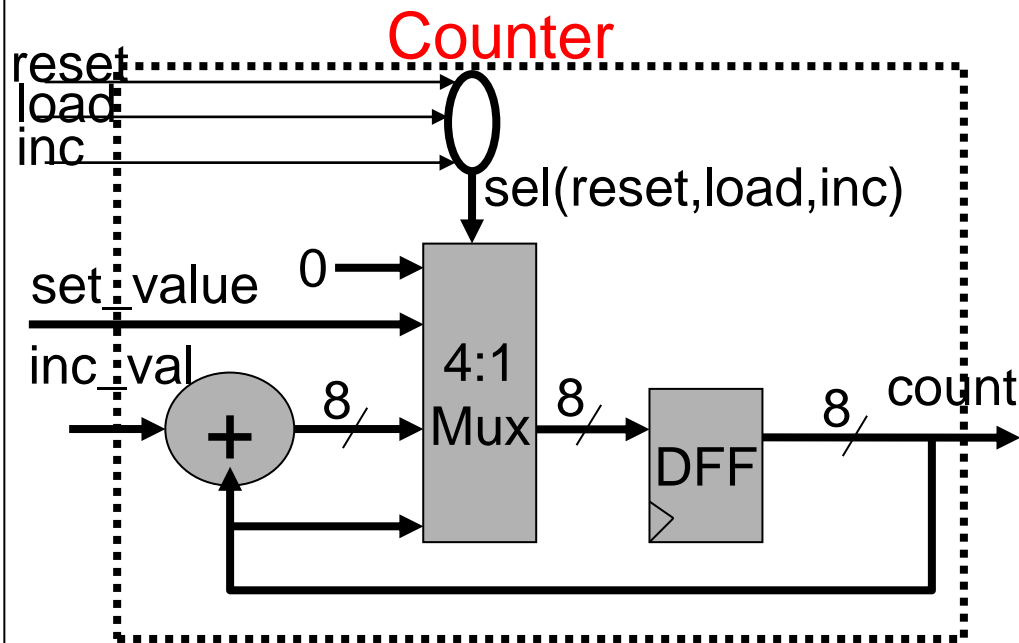 Counter
reset
load
inc
sel(reset,load,inc)
0
set_value
inc_val
4:1
Mux
8
8
DFF
8
count
+